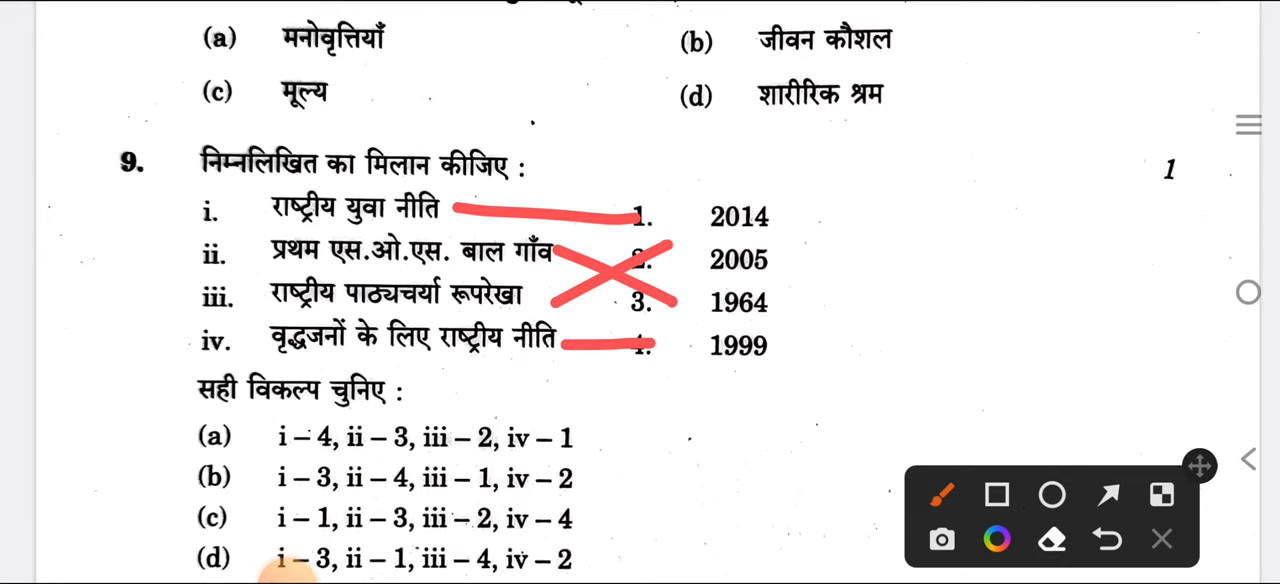 (a) मनोवृत्तियाँ (b) जीवन कौशल
(c) मूल्य (d) शारीरिक श्रम
9. निम्नलिखित का मिलान कीजिए : 1
i. राष्ट्रीय युवा नीति 1. 2014
ii. प्रथम एस.ओ.एस. बाल गाँव 2. 2005
iii. राष्ट्रीय पाठ्यचर्या रूपरेखा 3. 1964
iv. वृद्धजनों के लिए राष्ट्रीय नीति 4. 1999
सही विकल्प चुनिए :
(a) i – 4, ii – 3, iii – 2, iv – 1
(b) i – 3, ii – 4, iii – 1, iv – 2
(c) i – 1, ii – 3, iii – 2, iv – 4
(d) i – 3, ii – 1, iii – 4, iv – 2